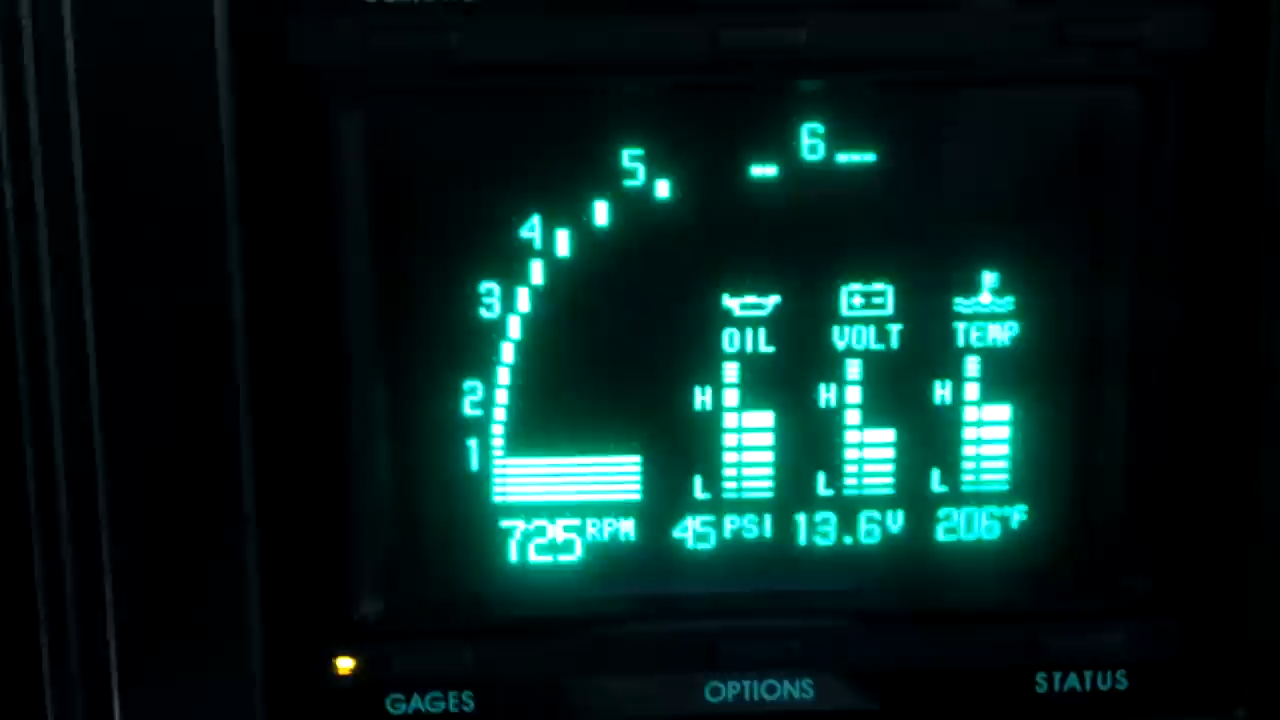 6
5
4
3
2
1
OIL VOLT TEMP
H H H
L L L
725 RPM 45 PSI 13.6 V 206°F
GAGES OPTIONS STATUS